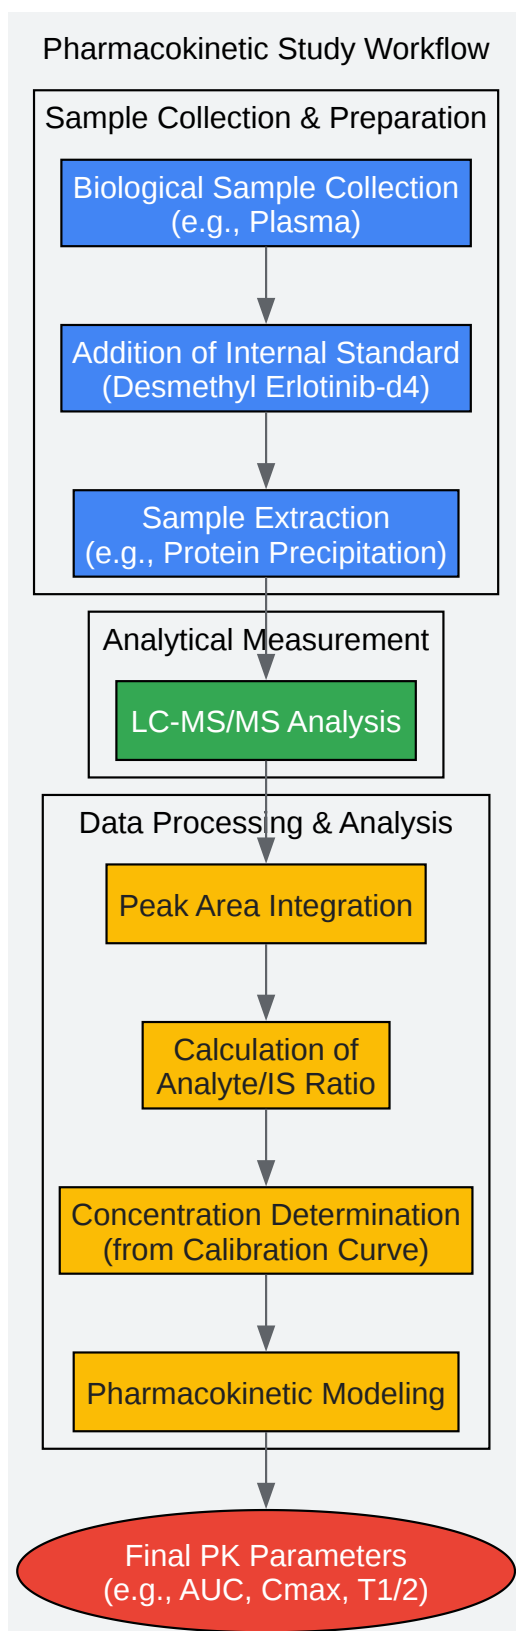 Pharmacokinetic Study Workflow
Sample Collection & Preparation
Biological Sample Collection
(e.g., Plasma)
Addition of Internal Standard
(Desmethyl Erlotinib-d4)
Sample Extraction
(e.g., Protein Precipitation)
Analytical Measurement
LC-MS/MS Analysis
Data Processing & Analysis
Peak Area Integration
Calculation of
Analyte/IS Ratio
Concentration Determination
(from Calibration Curve)
Pharmacokinetic Modeling
Final PK Parameters
(e.g., AUC, Cmax, T1/2)